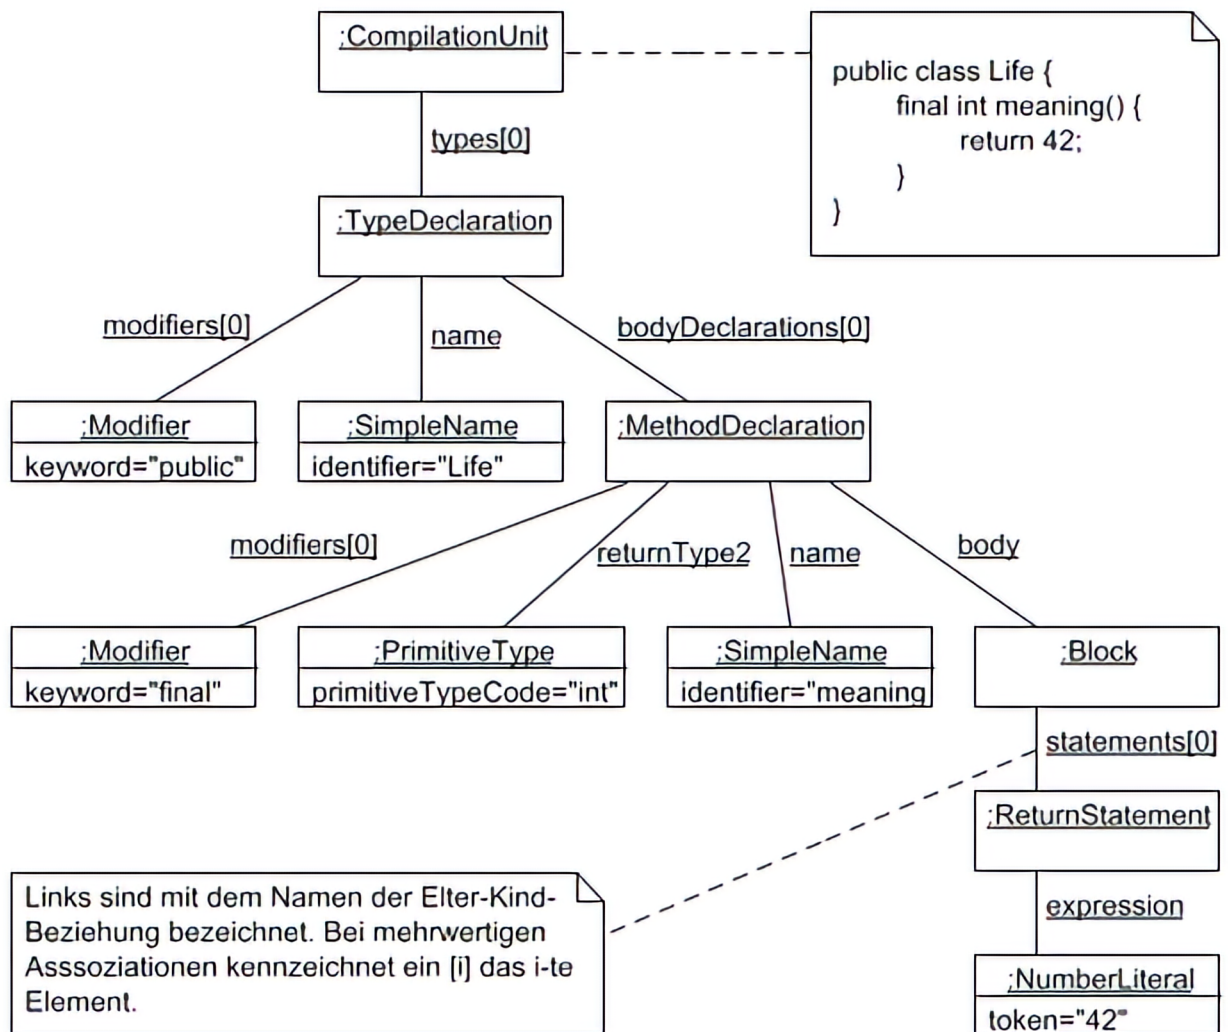 :CompilationUnit
public class Life {
final int meaning() {
return 42;
}
}
types[0]
:TypeDeclaration
modifiers[0]
name
bodyDeclarations[0]
:Modifier
keyword="public"
:SimpleName
identifier="Life"
:MethodDeclaration
modifiers[0]
returnType2
name
body
:Modifier
keyword="final"
:PrimitiveType
primitiveTypeCode="int"
:SimpleName
identifier="meaning
:Block
statements[0]
:ReturnStatement
expression
:NumberLiteral
token="42"
Links sind mit dem Namen der Elter-Kind-
Beziehung bezeichnet. Bei mehrwertigen
Asssoziationen kennzeichnet ein [i] das i-te
Element.